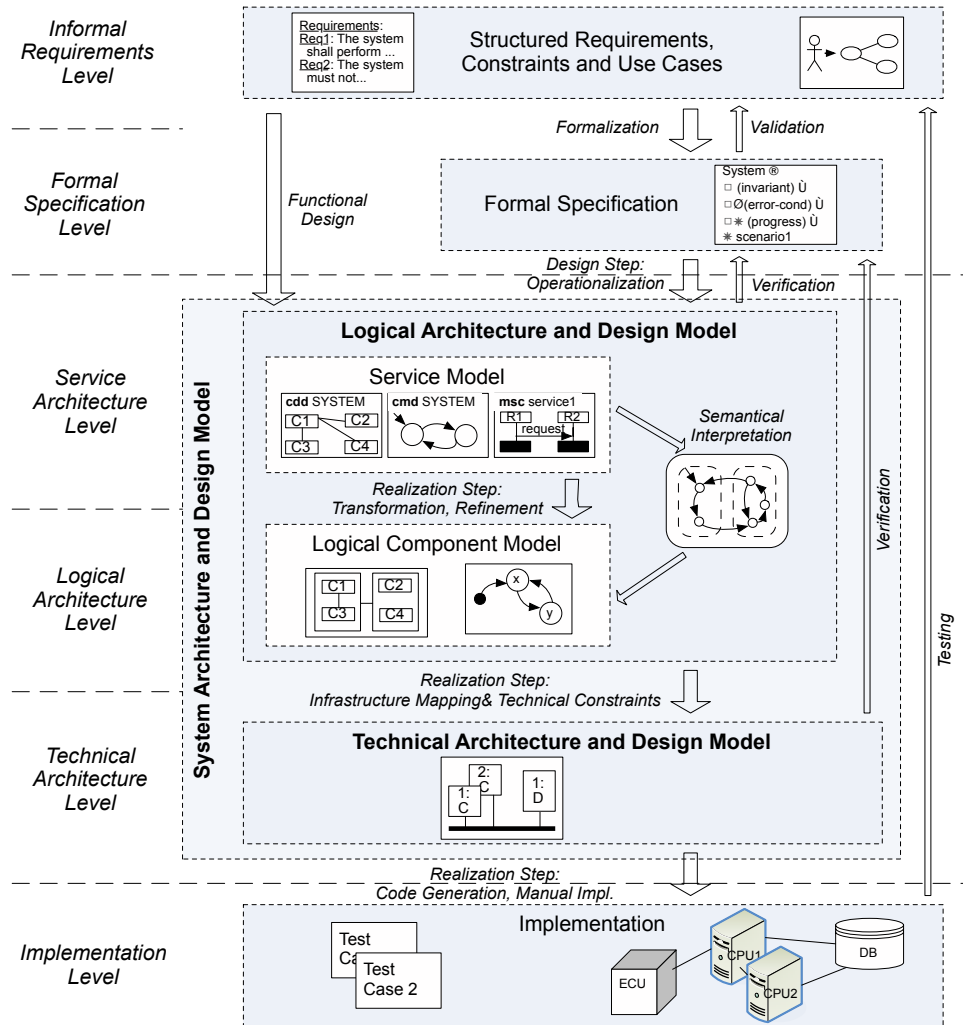 Informal
Requirements
Level
Requirements:
Req1: The system
shall perform ...
Req2: The system
must not...
Structured Requirements,
Constraints and Use Cases
Formalization
Validation
Formal
Specification
Level
Functional
Design
Formal Specification
System ®
□ (invariant) Ù
□Ø(error-cond) Ù
□✷ (progress) Ù
✷ scenario1
Design Step:
Operationalization
Verification
System Architecture and Design Model
Logical Architecture and Design Model
Service
Architecture
Level
Service Model
cdd SYSTEM
C1
C2
C3
C4
cmd SYSTEM
msc service1
R1
R2
request
Semantical
Interpretation
Realization Step:
Transformation, Refinement
Verification
Testing
Logical
Architecture
Level
Logical Component Model
C1
C2
C3
C4
x
y
Realization Step:
Infrastructure Mapping& Technical Constraints
Technical
Architecture
Level
Technical Architecture and Design Model
2:
C
1:
C
1:
D
Realization Step:
Code Generation, Manual Impl.
Implementation
Level
Implementation
Test
Ca
Test
Case 2
ECU
CPU1
CPU2
DB